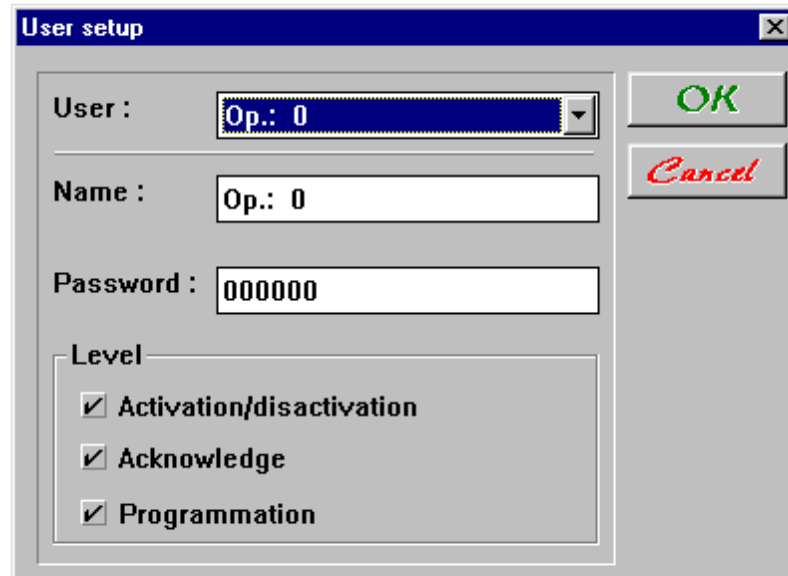 User setup
User : Op.: 0
OK
Cancel
Name : Op.: 0
Password : 000000
Level
Activation/disactivation
Acknowledge
Programmation